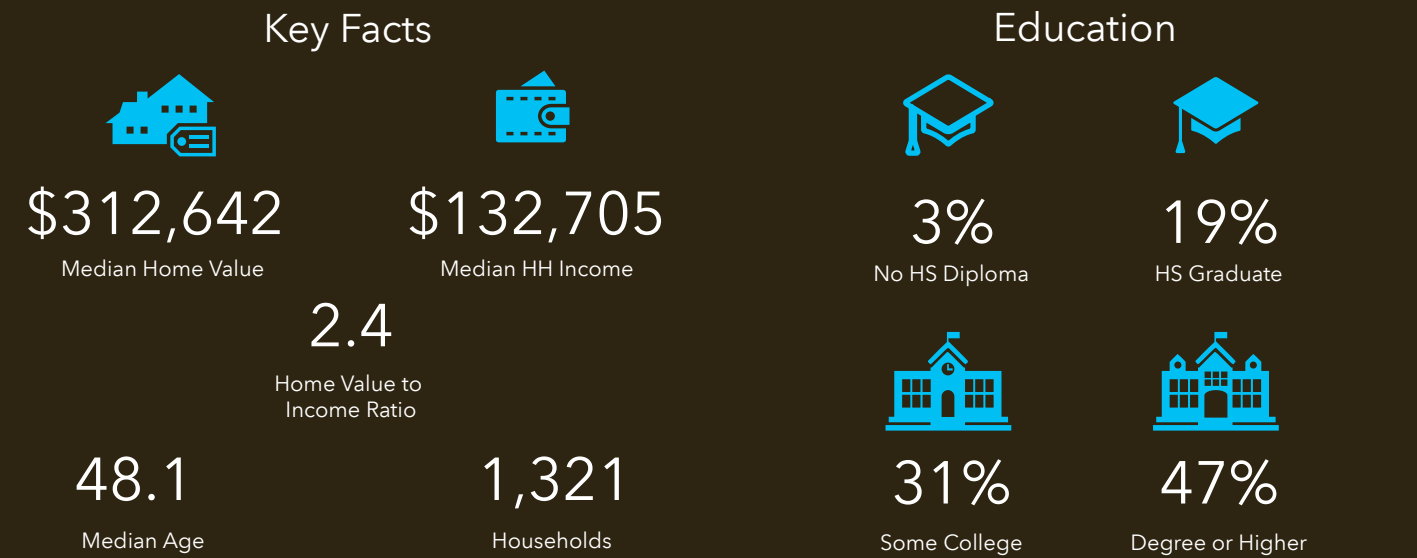 Key Facts
$312,642
Median Home Value
$132,705
Median HH Income
2.4
Home Value to
Income Ratio
48.1
Median Age
1,321
Households
Education
3%
No HS Diploma
19%
HS Graduate
31%
Some College
47%
Degree or Higher